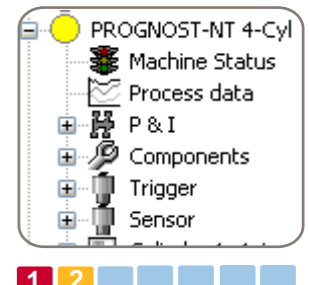 PROGNOST-NT 4-Cyl
Machine Status
Process data
P & I
Components
Trigger
Sensor
1 2